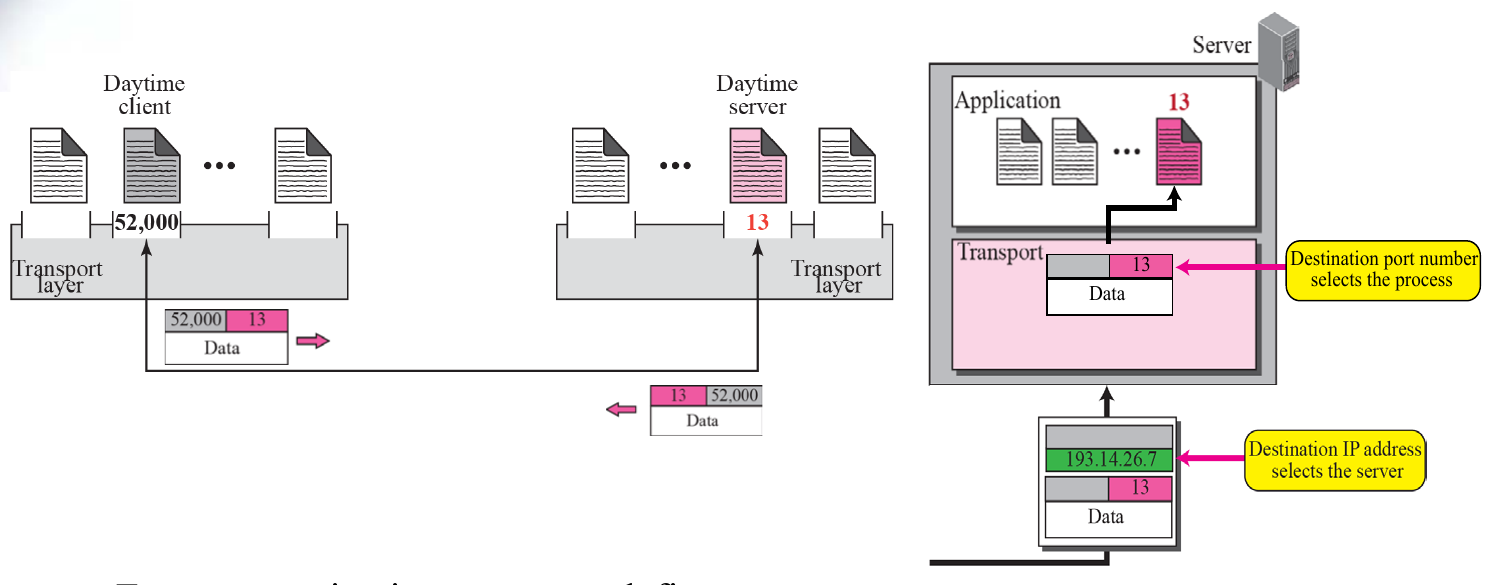 Daytime
client
52,000
Transport
layer
52,000 13
Data
Daytime
server
13
Transport
layer
13 52,000
Data
Server
Application
13
Transport
13
Data
Destination port number
selects the process
193.14.26.7
13
Data
Destination IP address
selects the server